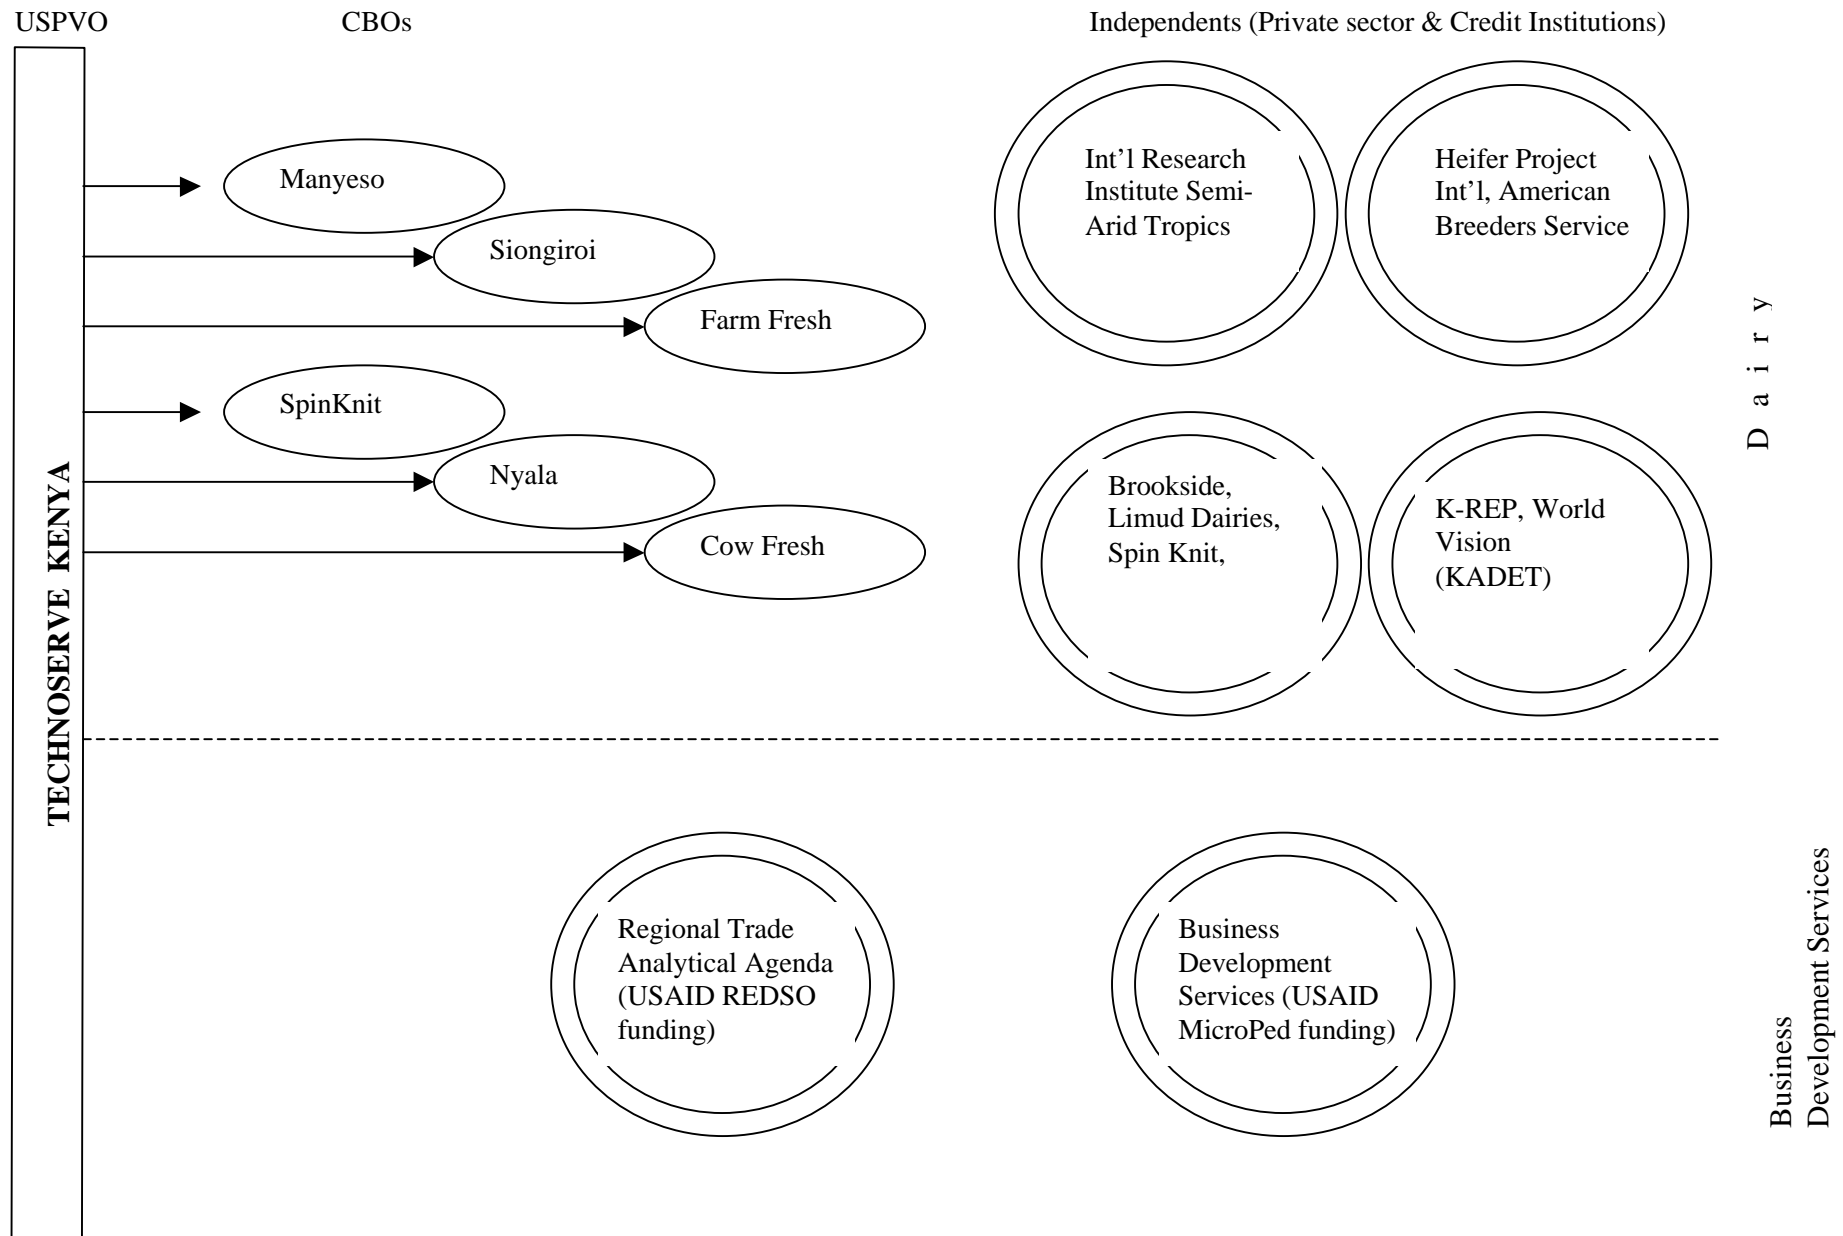 USPVO
CBOs
Independents (Private sector & Credit Institutions)
TECHNOSERVE KENYA
Manyeso
Siongiroi
Farm Fresh
SpinKnit
Nyala
Cow Fresh
Int’l Research
Institute Semi-
Arid Tropics
Heifer Project
Int’l, American
Breeders Service
Brookside,
Limud Dairies,
Spin Knit,
K-REP, World
Vision
(KADET)
Dairy
Regional Trade
Analytical Agenda
(USAID REDSO
funding)
Business
Development
Services (USAID
MicroPed funding)
Business
Development Services